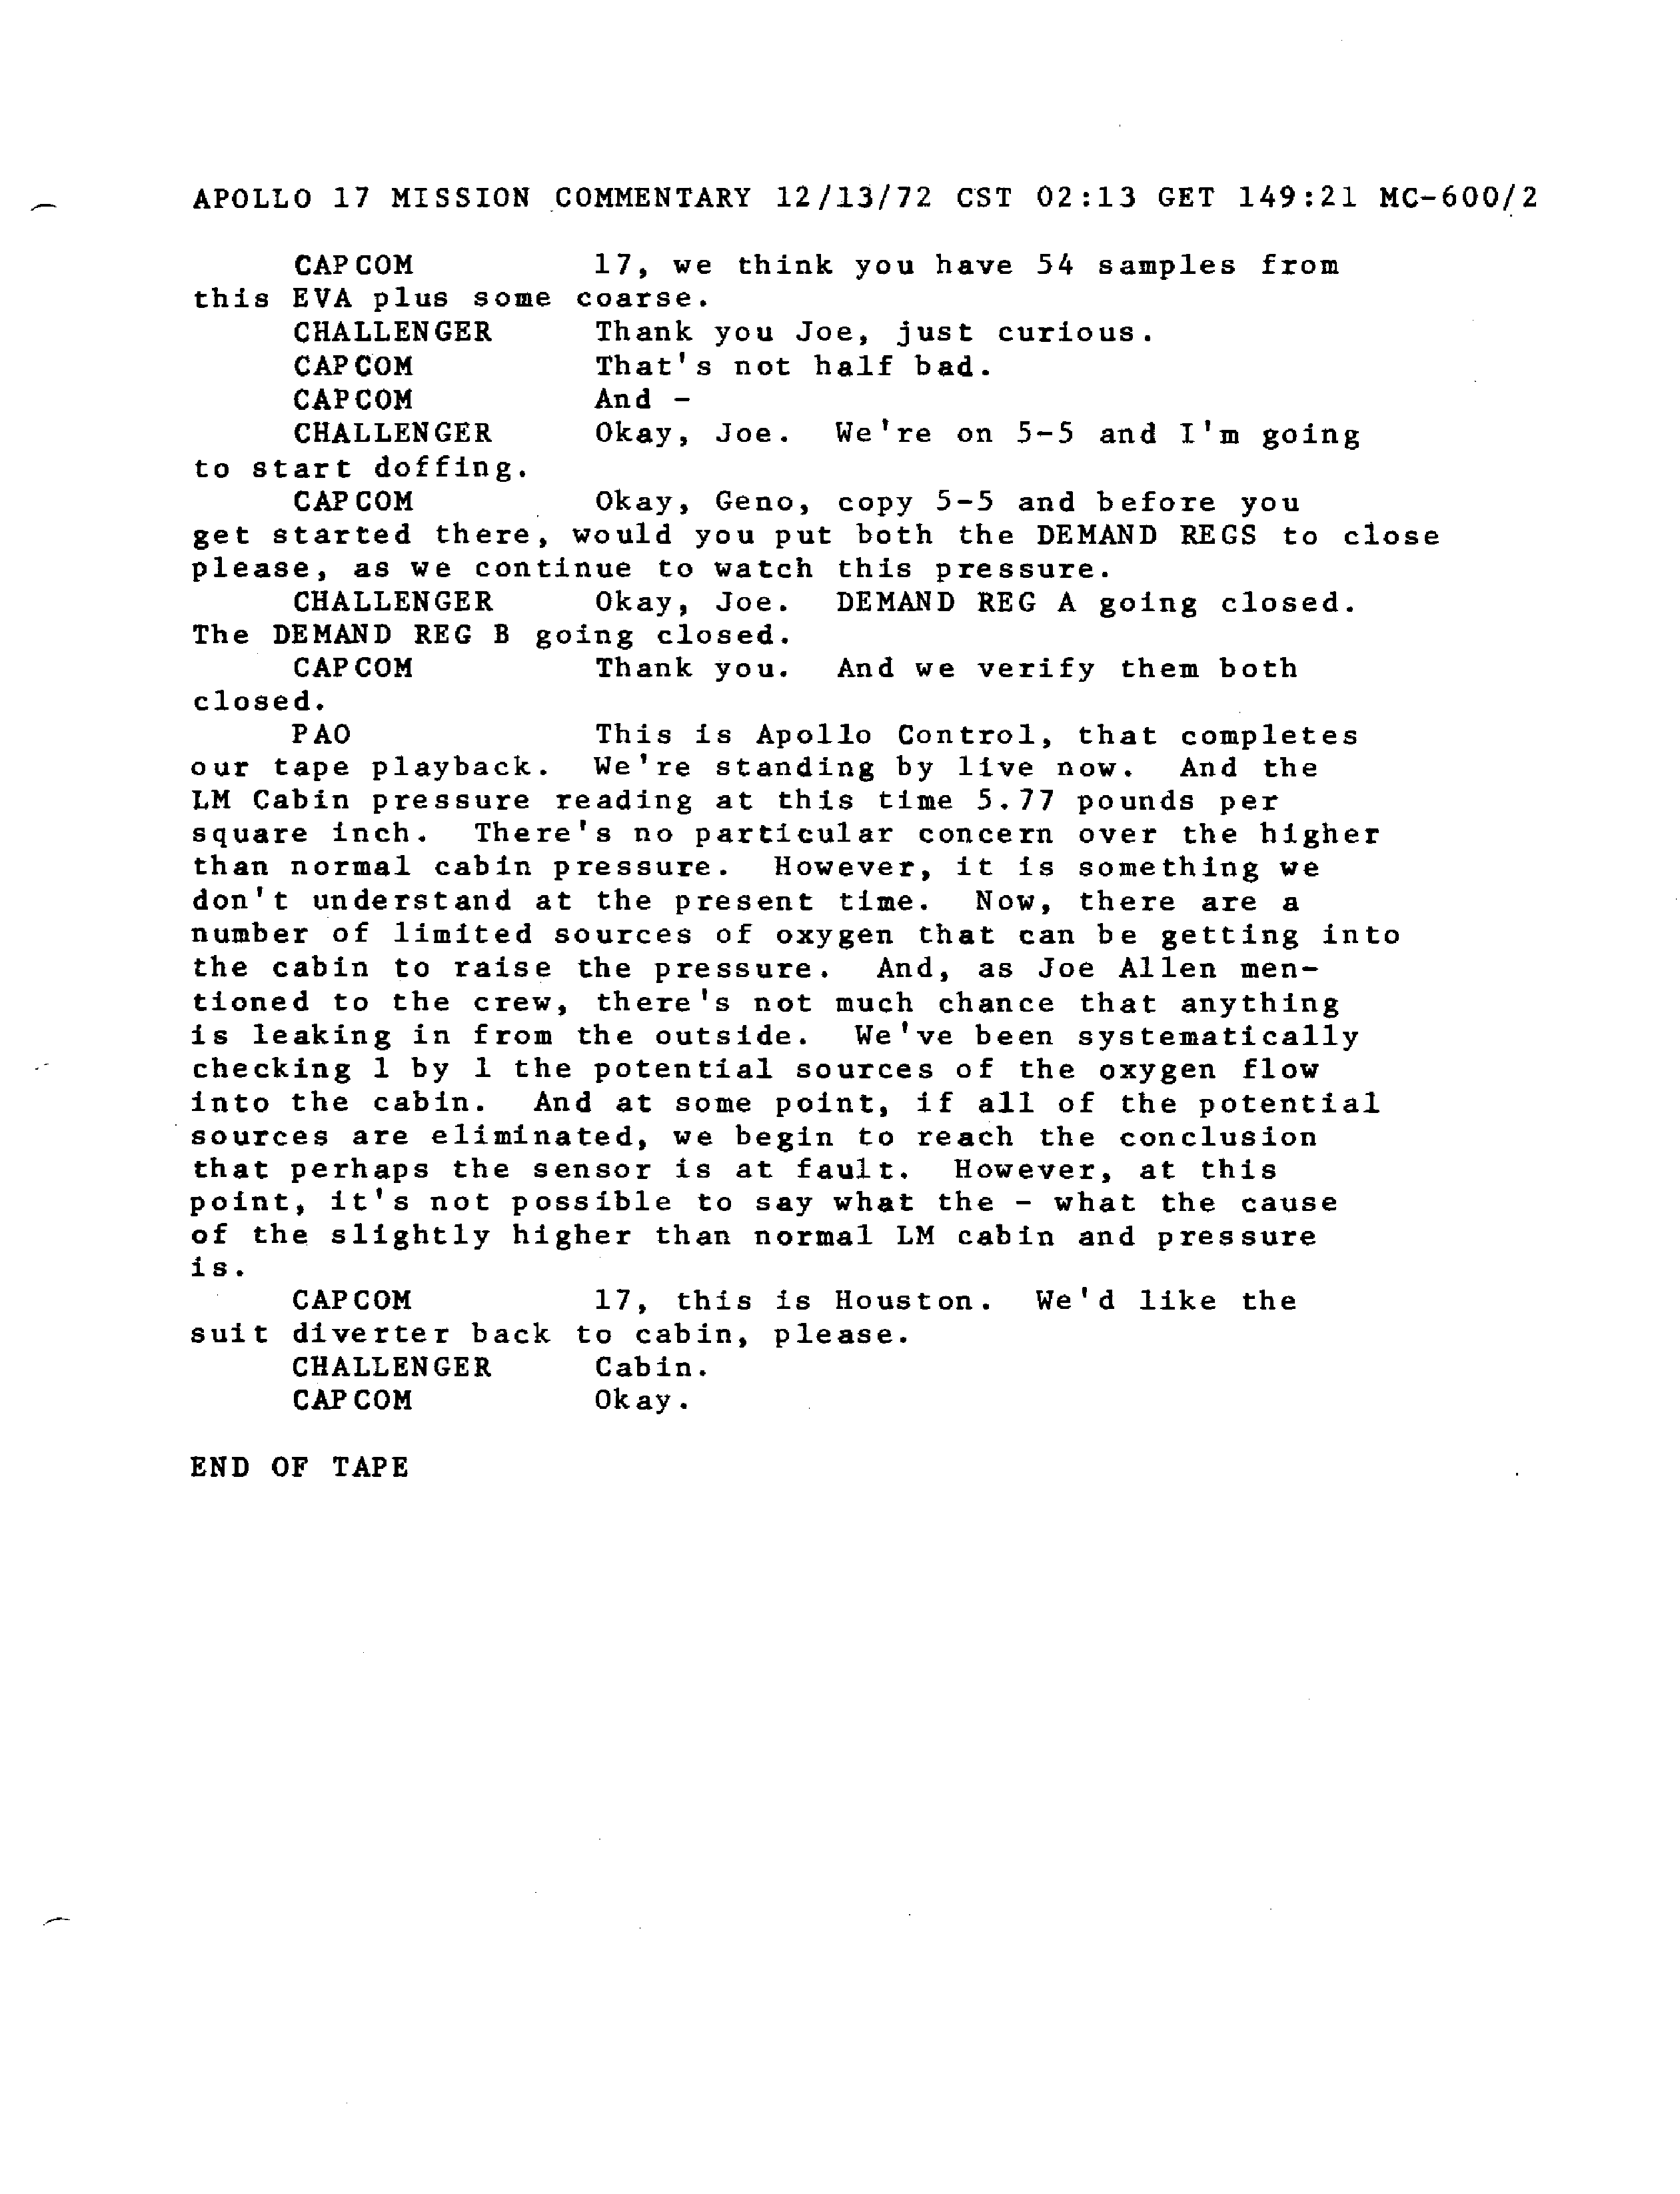 APOLLO 17 MISSION COMMENTARY 12/13/72 CST 02:13 GET 149:21 MC-600/2
CAPCOM 17, we think you have 54 samples from
this EVA plus some coarse.
CHALLENGER Thank you Joe, just curious.
CAPCOM That's not half bad.
CAPCOM And -
CHALLENGER Okay, Joe. We're on 5-5 and I'm going
to start doffing.
CAPCOM Okay, Geno, copy 5-5 and before you
get started there, would you put both the DEMAND REGS to close
please, as we continue to watch this pressure.
CHALLENGER Okay, Joe. DEMAND REG A going closed.
The DEMAND REG B going closed.
CAPCOM Thank you. And we verify them both
closed.
PAO This is Apollo Control, that completes
our tape playback. We're standing by live now. And the
LM Cabin pressure reading at this time 5.77 pounds per
square inch. There's no particular concern over the higher
than normal cabin pressure. However, it is something we
don't understand at the present time. Now, there are a
number of limited sources of oxygen that can be getting into
the cabin to raise the pressure. And, as Joe Allen men-
tioned to the crew, there's not much chance that anything
is leaking in from the outside. We've been systematically
checking 1 by 1 the potential sources of the oxygen flow
into the cabin. And at some point, if all of the potential
sources are eliminated, we begin to reach the conclusion
that perhaps the sensor is at fault. However, at this
point, it's not possible to say what the - what the cause
of the slightly higher than normal LM cabin and pressure
is.
CAPCOM 17, this is Houston. We'd like the
suit diverter back to cabin, please.
CHALLENGER Cabin.
CAPCOM Okay.
END OF TAPE